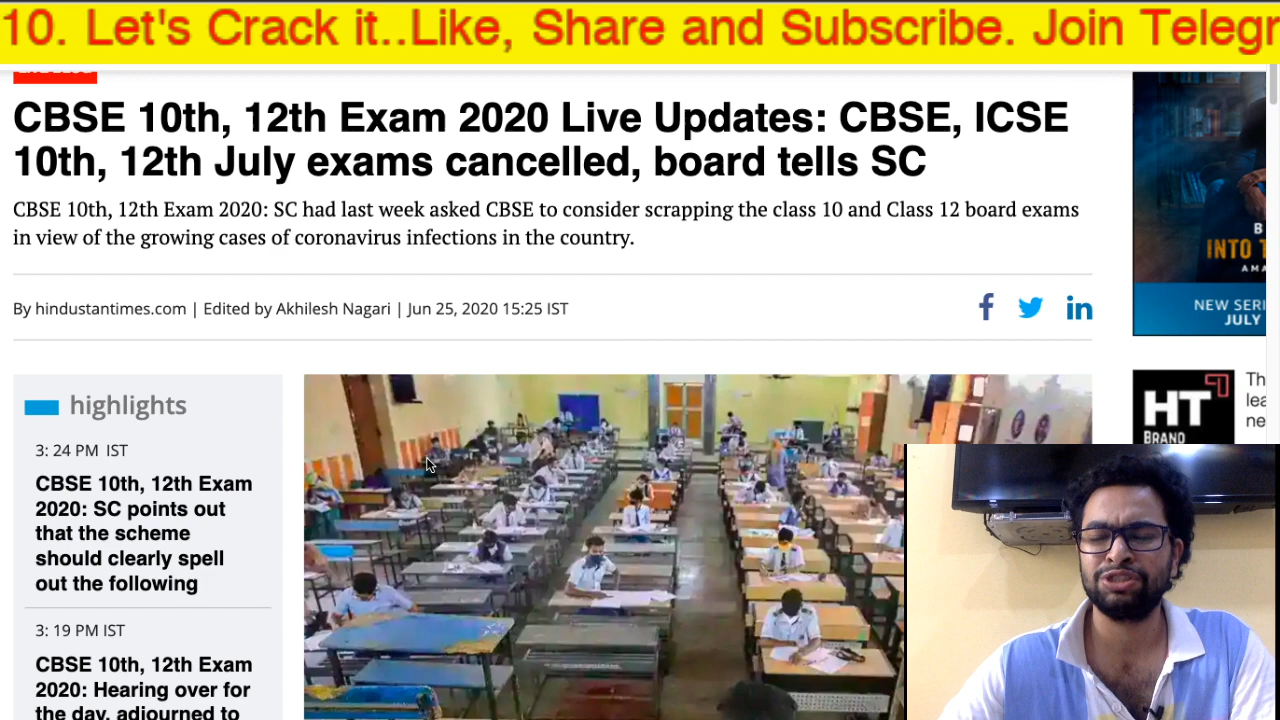 10. Let's Crack it..Like, Share and Subscribe. Join Telegr
CBSE 10th, 12th Exam 2020 Live Updates: CBSE, ICSE
10th, 12th July exams cancelled, board tells SC
CBSE 10th, 12th Exam 2020: SC had last week asked CBSE to consider scrapping the class 10 and Class 12 board exams
in view of the growing cases of coronavirus infections in the country.
By hindustantimes.com | Edited by Akhilesh Nagari | Jun 25, 2020 15:25 IST
f
in
highlights
3: 24 PM IST
CBSE 10th, 12th Exam
2020: SC points out
that the scheme
should clearly spell
out the following
3: 19 PM IST
CBSE 10th, 12th Exam
2020: Hearing over for
the day, adjourned to
B
INTO T
AMA
NEW SERI
JULY
HT
BRAND
Th
lea
ne